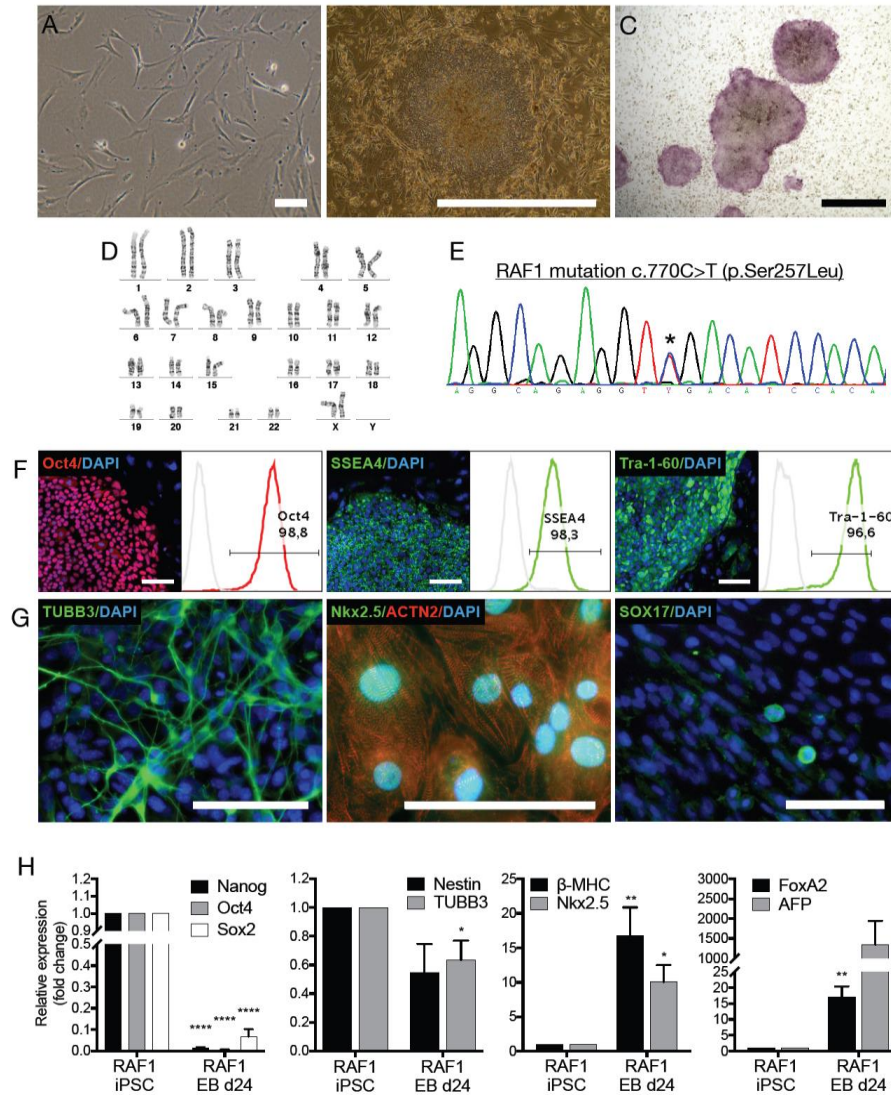 A
C
D
1 2 3 4 5
6 7 8 9 10 11 12
13 14 15 16 17 18
19 20 21 22 X Y
E
RAF1 mutation c.770C>T (p.Ser257Leu)
*
A G G C A G A G G T Y G A C A T C C A C A
F
Oct4/DAPI
Oct4
98,8
SSEA4/DAPI
SSEA4
98,3
Tra-1-60/DAPI
Tra-1-60
96,6
G
TUBB3/DAPI
Nkx2.5/ACTN2/DAPI
SOX17/DAPI
H
Relative expression
(fold change)
1.2
1.1
1.0
0.9
0.5
0.4
0.3
0.2
0.1
0.0
Nanog
Oct4
Sox2
**** **** ****
RAF1
iPSC
RAF1
EB d24
1.2
1.0
0.8
0.6
0.4
0.2
0.0
Nestin
TUBB3
*
RAF1
iPSC
RAF1
EB d24
25
20
15
10
5
0
β-MHC
Nkx2.5
**
*
RAF1
iPSC
RAF1
EB d24
3000
2500
2000
1500
1000
500
25
20
15
10
5
0
FoxA2
AFP
**
RAF1
iPSC
RAF1
EB d24